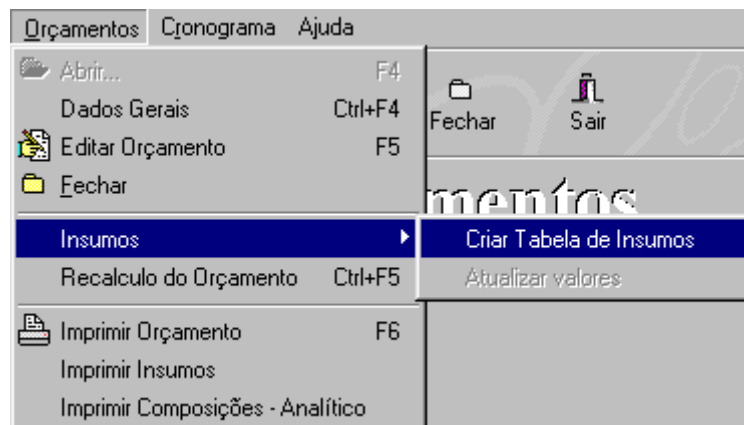 Orçamentos Cronograma Ajuda
Abrir... F4
Dados Gerais Ctrl+F4
Editar Orçamento F5
Fechar
Fechar Sair
mentos
Insumos
Criar Tabela de Insumos
Recalculo do Orçamento Ctrl+F5
Atualizar valores
Imprimir Orçamento F6
Imprimir Insumos
Imprimir Composições - Analítico